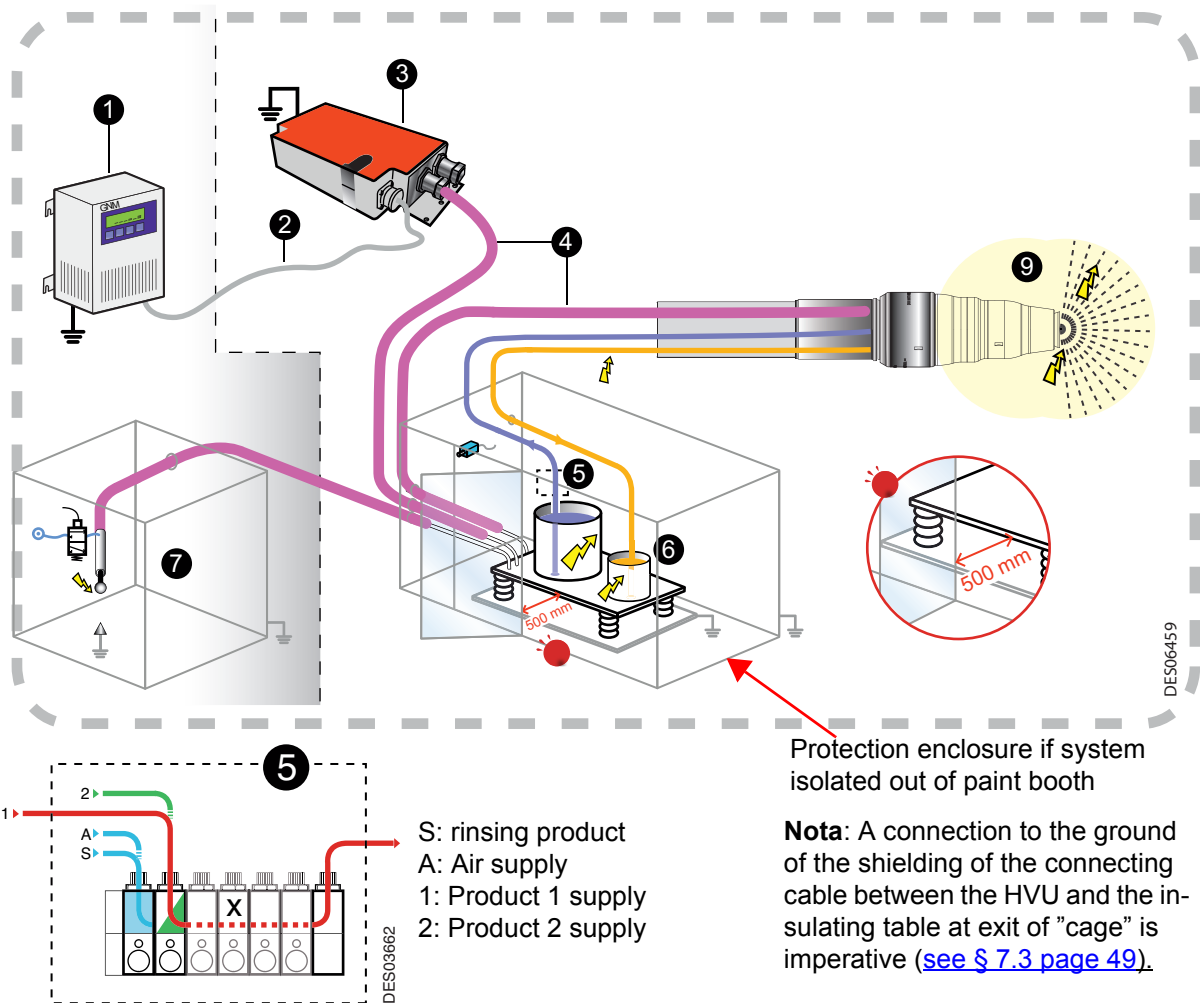 1
2
3
4
9
GNM
5
6
7
500 mm
500 mm
DES06459
Protection enclosure if system
isolated out of paint booth
Nota: A connection to the ground
of the shielding of the connecting
cable between the HVU and the in-
sulating table at exit of ”cage” is
imperative (see § 7.3 page 49).
5
2
1
A
S
X
DES03662
S: rinsing product
A: Air supply
1: Product 1 supply
2: Product 2 supply